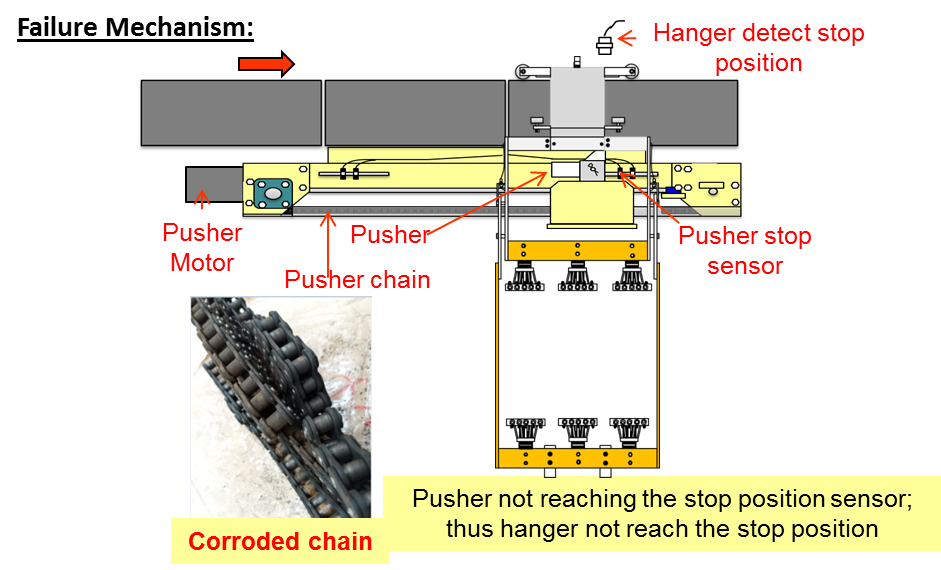 Failure Mechanism:
Hanger detect stop
position
Pusher
Motor
Pusher
Pusher chain
Pusher stop
sensor
Corroded chain
Pusher not reaching the stop position sensor;
thus hanger not reach the stop position